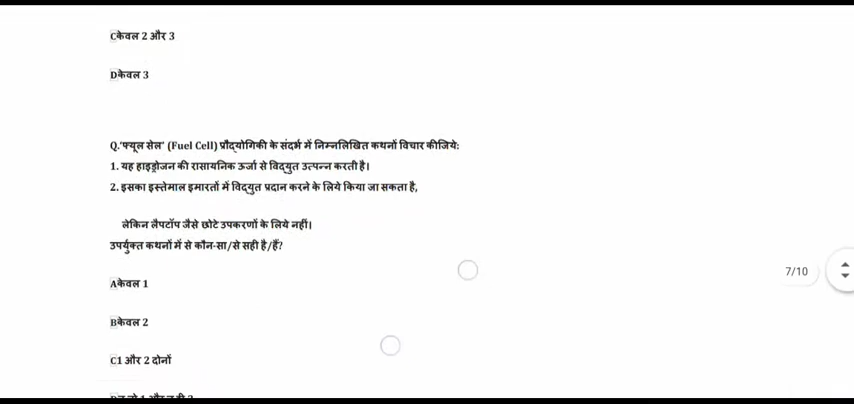 Cकेवल 2 और 3
Dकेवल 3
Q.‘फ्यूल सेल’ (Fuel Cell) प्रौद्योगिकी के संदर्भ में निम्नलिखित कथनों विचार कीजिये:
1. यह हाइड्रोजन की रासायनिक ऊर्जा से विद्युत उत्पन्न करती है।
2. इसका इस्तेमाल इमारतों में विद्युत प्रदान करने के लिये किया जा सकता है,
लेकिन लैपटॉप जैसे छोटे उपकरणों के लिये नहीं।
उपर्युक्त कथनों में से कौन-सा/से सही है/हैं?
7/10
Aकेवल 1
Bकेवल 2
C1 और 2 दोनों